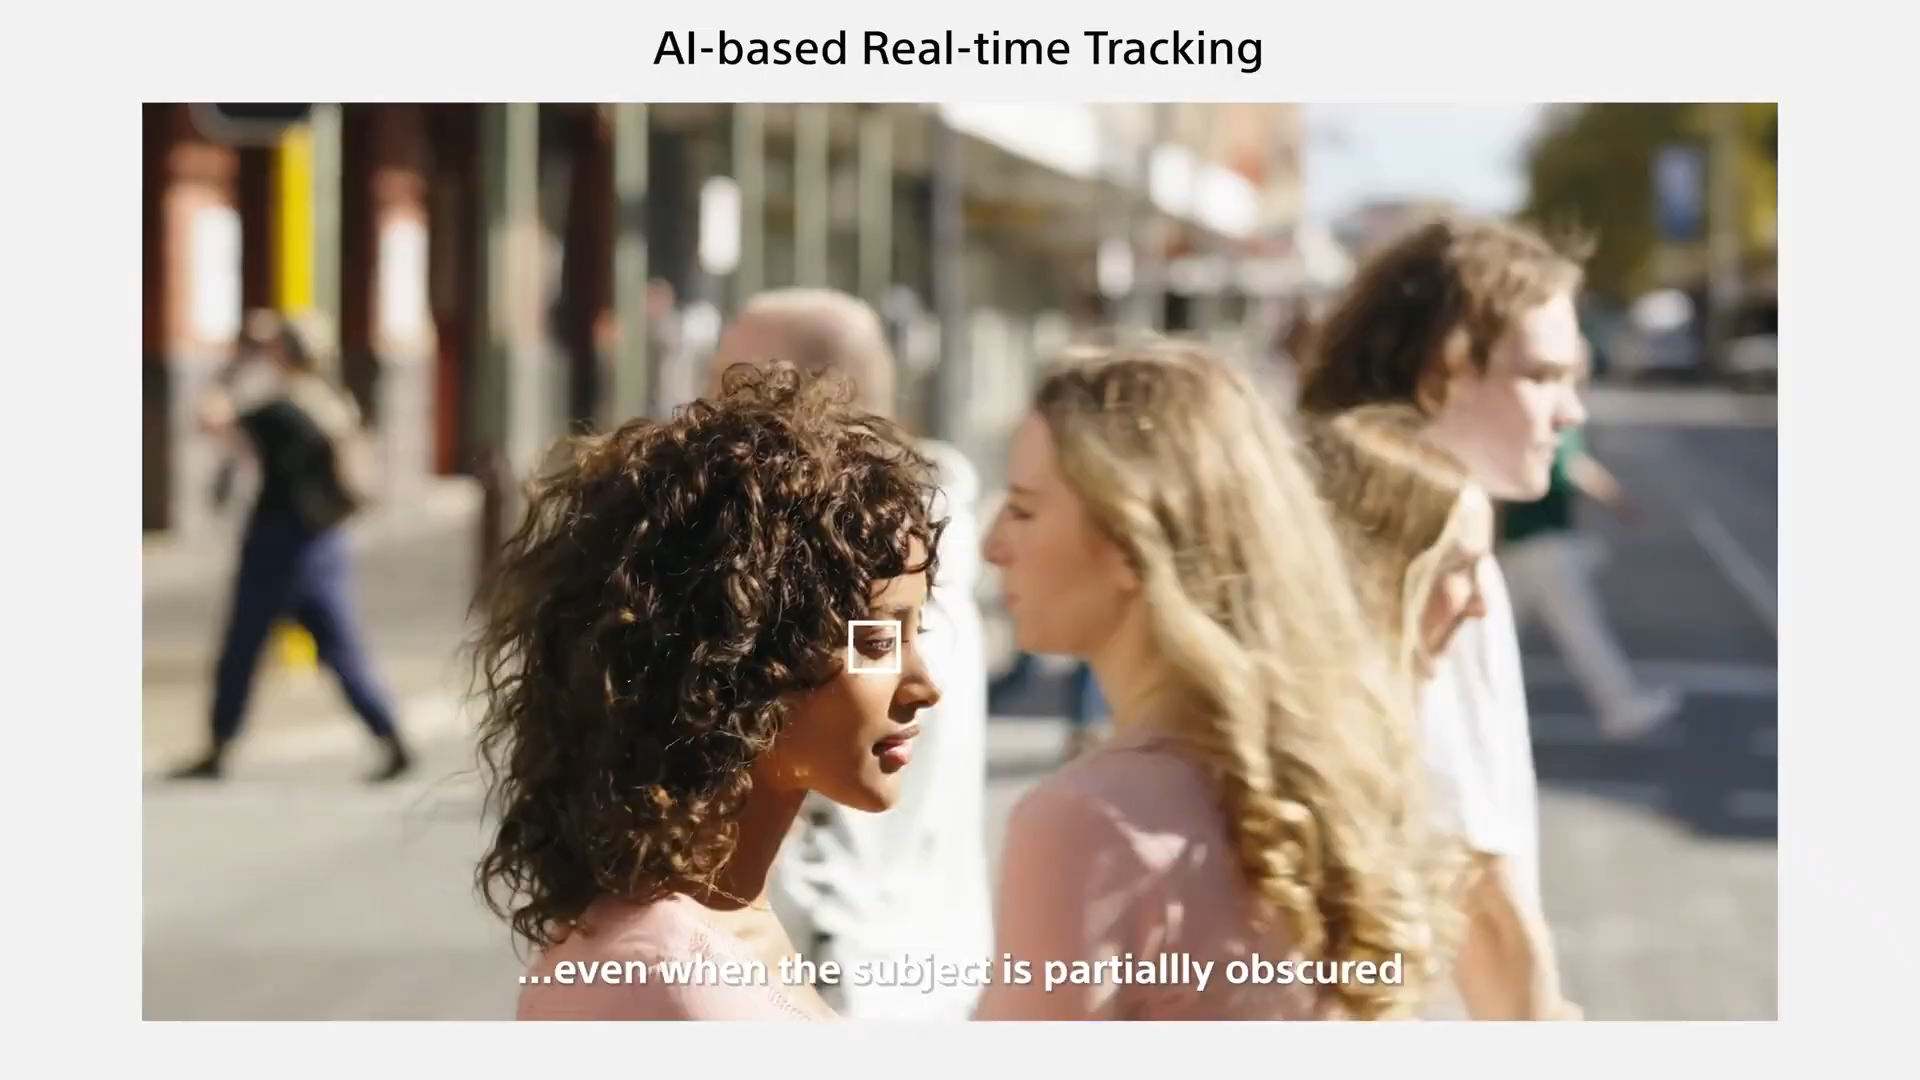 AI-based Real-time Tracking
...even when the subject is partiallly obscured